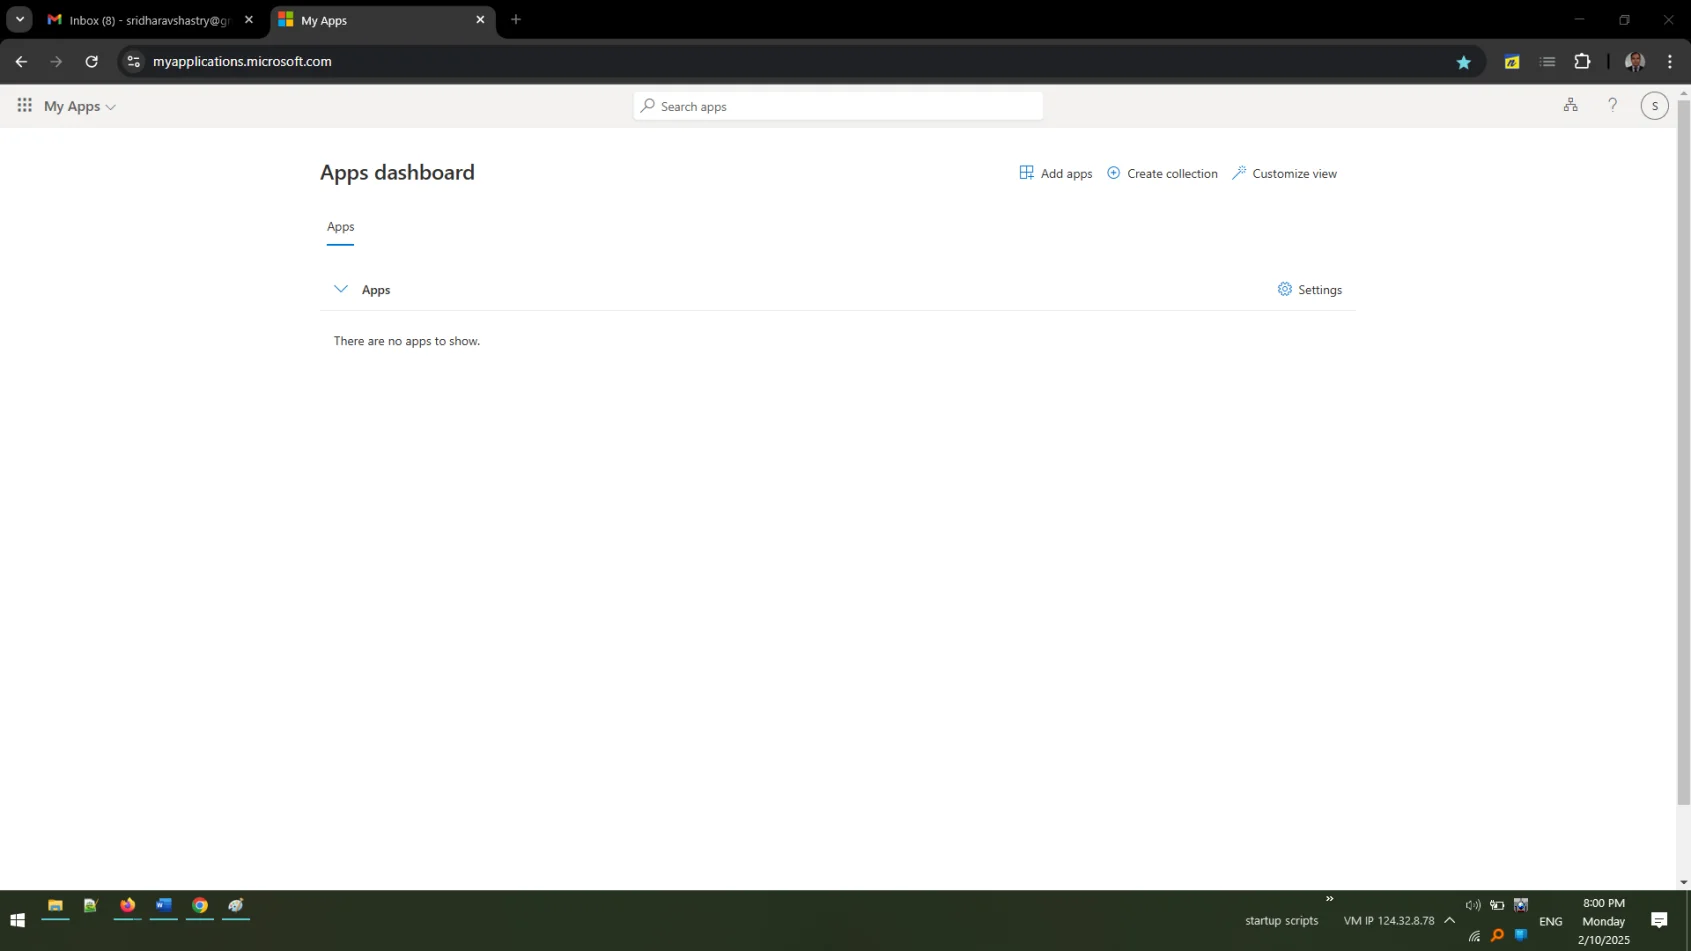 Inbox (8) - sridharavshastry@gr
My Apps
myapplications.microsoft.com
My Apps
Search apps
S
Apps dashboard
Add apps
Create collection
Customize view
Apps
Apps
Settings
There are no apps to show.
startup scripts
VM IP 124.32.8.78
ENG
8:00 PM
Monday
2/10/2025